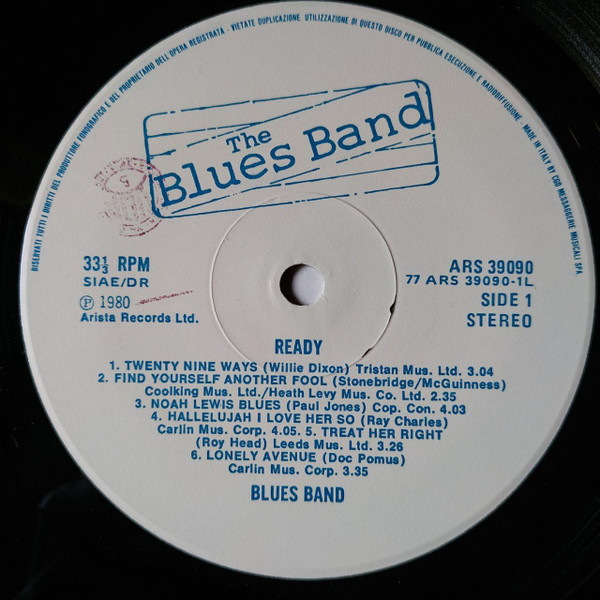 RISERVATI TUTTI I DIRITTI DEL PRODUTTORE FONOGRAFICO E DEL PROPRIETARIO DELL'OPERA REGISTRATA - VIETATE DUPLICAZIONE. UTILIZZAZIONE DI QUESTO DISCO PER PUBBLICA ESECUZIONE E RADIODIFFUSIONE. MADE IN ITALY BY CGD MESSAGGERIE MUSICALI SPA.
The
Blues Band
33⅓ RPM
SIAE/DR
Ⓟ 1980
Arista Records Ltd.
ARS 39090
77 ARS 39090-1L
SIDE 1
STEREO
READY
1. TWENTY NINE WAYS (Willie Dixon) Tristan Mus. Ltd. 3.04
2. FIND YOURSELF ANOTHER FOOL (Stonebridge/McGuinness)
Coolking Mus. Ltd./Heath Levy Mus. Co. Ltd. 2.35
3. NOAH LEWIS BLUES (Paul Jones) Cop. Con. 4.03
4. HALLELUJAH I LOVE HER SO (Ray Charles)
Carlin Mus. Corp. 4.05. 5. TREAT HER RIGHT
(Roy Head) Leeds Mus. Ltd. 3.26
6. LONELY AVENUE (Doc Pomus)
Carlin Mus. Corp. 3.35
BLUES BAND